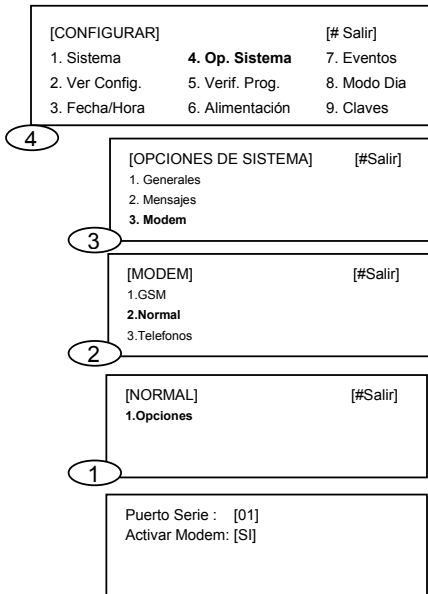 [CONFIGURAR] [# Salir]
1. Sistema 4. Op. Sistema 7. Eventos
2. Ver Config. 5. Verif. Prog. 8. Modo Dia
3. Fecha/Hora 6. Alimentación 9. Claves
4
[OPCIONES DE SISTEMA] [#Salir]
1. Generales
2. Mensajes
3. Modem
3
[MODEM] [#Salir]
1.GSM
2.Normal
3.Telefonos
2
[NORMAL] [#Salir]
1.Opciones
1
Puerto Serie : [01]
Activar Modem: [SI]